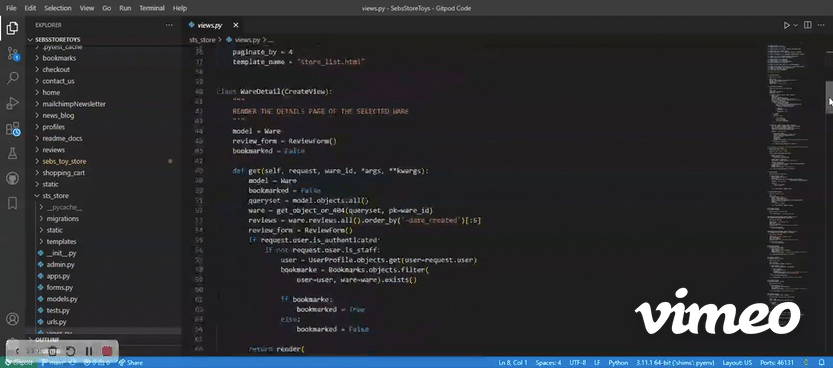 File Edit Selection View Go Run Terminal Help
views.py - SebsStoreToys - Gitpod Code
EXPLORER
views.py
SEBSSTORETOYS
sts_store > views.py > ...
.pytest_cache
bookmarks
checkout
contact_us
home
mailchimpNewsletter
news_blog
profiles
readme_docs
reviews
sebs_toy_store
shopping_cart
static
sts_store
__pycache__
migrations
static
templates
__init__.py
admin.py
apps.py
forms.py
models.py
tests.py
urls.py
views.py
OUTLINE
paginate_by = 4
template_name = "store_list.html"
class WareDetail(CreateView):
"""
RENDER THE DETAILS PAGE OF THE SELECTED WARE
"""
model = Ware
review_form = ReviewForm()
bookmarked = False
def get(self, request, ware_id, *args, **kwargs):
model = Ware
bookmarked = False
queryset = model.objects.all()
ware = get_object_or_404(queryset, pk=ware_id)
reviews = ware.reviews.all().order_by('-date_created')[:5]
review_form = ReviewForm()
if request.user.is_authenticated:
if not request.user.is_staff:
user = UserProfile.objects.get(user=request.user)
bookmarke = Bookmarks.objects.filter(
user=user, ware=ware).exists()
if bookmarke:
bookmarked = True
else:
bookmarked = False
return render(
vimeo
Share
Ln 8, Col 1
Spaces: 4
UTF-8
LF
Python
3.11.1 64-bit ('shims': pyenv)
Layout: US
Ports: 46131